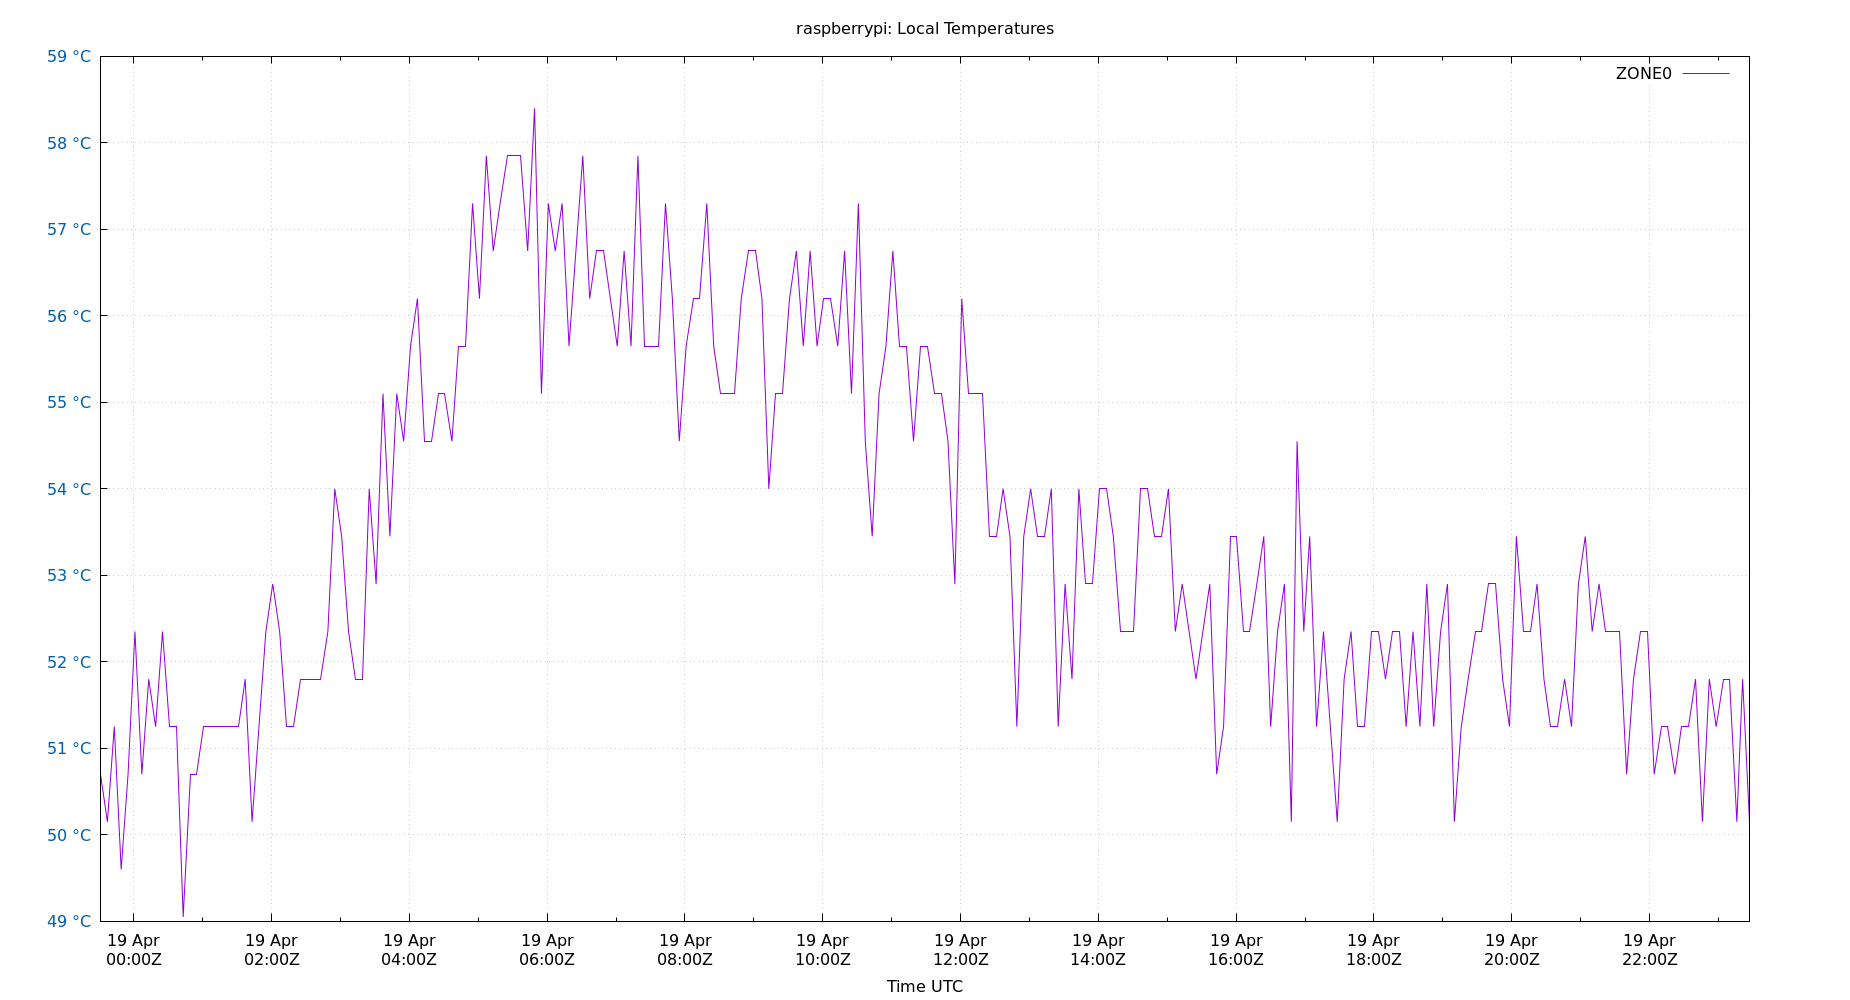 raspberrypi: Local Temperatures
59 °C
ZONE0
58 °C
57 °C
56 °C
55 °C
54 °C
53 °C
52 °C
51 °C
50 °C
49 °C
19 Apr 19 Apr 19 Apr 19 Apr 19 Apr 19 Apr 19 Apr 19 Apr 19 Apr 19 Apr 19 Apr 19 Apr
00:00Z 02:00Z 04:00Z 06:00Z 08:00Z 10:00Z 12:00Z 14:00Z 16:00Z 18:00Z 20:00Z 22:00Z
Time UTC